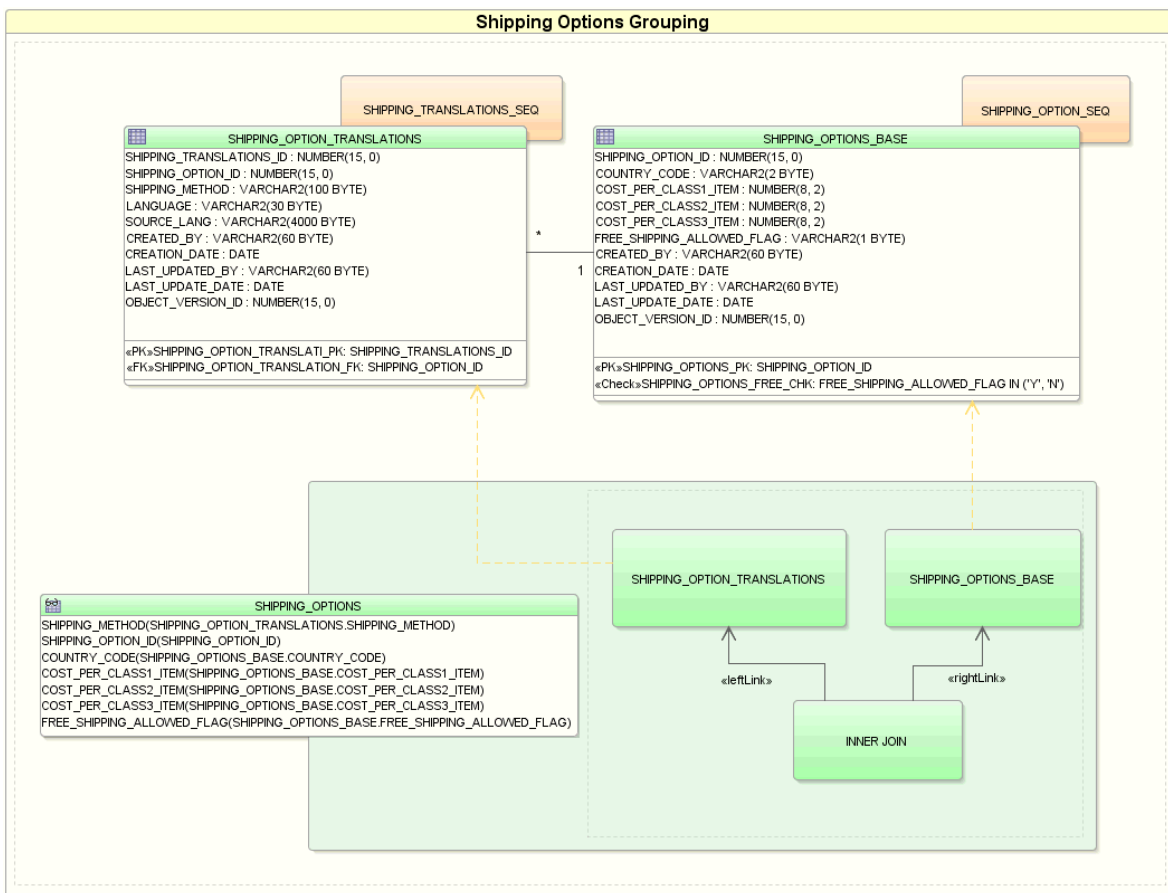 Shipping Options Grouping
SHIPPING_TRANSLATIONS_SEQ
SHIPPING_OPTION_SEQ
SHIPPING_OPTION_TRANSLATIONS
SHIPPING_TRANSLATIONS_ID : NUMBER(15, 0)
SHIPPING_OPTION_ID : NUMBER(15, 0)
SHIPPING_METHOD : VARCHAR2(100 BYTE)
LANGUAGE : VARCHAR2(30 BYTE)
SOURCE_LANG : VARCHAR2(4000 BYTE)
CREATED_BY : VARCHAR2(60 BYTE)
CREATION_DATE : DATE
LAST_UPDATED_BY : VARCHAR2(60 BYTE)
LAST_UPDATE_DATE : DATE
OBJECT_VERSION_ID : NUMBER(15, 0)
«PK»SHIPPING_OPTION_TRANSLATI_PK: SHIPPING_TRANSLATIONS_ID
«FK»SHIPPING_OPTION_TRANSLATION_FK: SHIPPING_OPTION_ID
*
1
SHIPPING_OPTIONS_BASE
SHIPPING_OPTION_ID : NUMBER(15, 0)
COUNTRY_CODE : VARCHAR2(2 BYTE)
COST_PER_CLASS1_ITEM : NUMBER(8, 2)
COST_PER_CLASS2_ITEM : NUMBER(8, 2)
COST_PER_CLASS3_ITEM : NUMBER(8, 2)
FREE_SHIPPING_ALLOWED_FLAG : VARCHAR2(1 BYTE)
CREATED_BY : VARCHAR2(60 BYTE)
CREATION_DATE : DATE
LAST_UPDATED_BY : VARCHAR2(60 BYTE)
LAST_UPDATE_DATE : DATE
OBJECT_VERSION_ID : NUMBER(15, 0)
«PK»SHIPPING_OPTIONS_PK: SHIPPING_OPTION_ID
«Check»SHIPPING_OPTIONS_FREE_CHK: FREE_SHIPPING_ALLOWED_FLAG IN ('Y', 'N')
SHIPPING_OPTION_TRANSLATIONS
SHIPPING_OPTIONS_BASE
«leftLink»
«rightLink»
INNER JOIN
SHIPPING_OPTIONS
SHIPPING_METHOD(SHIPPING_OPTION_TRANSLATIONS.SHIPPING_METHOD)
SHIPPING_OPTION_ID(SHIPPING_OPTION_ID)
COUNTRY_CODE(SHIPPING_OPTIONS_BASE.COUNTRY_CODE)
COST_PER_CLASS1_ITEM(SHIPPING_OPTIONS_BASE.COST_PER_CLASS1_ITEM)
COST_PER_CLASS2_ITEM(SHIPPING_OPTIONS_BASE.COST_PER_CLASS2_ITEM)
COST_PER_CLASS3_ITEM(SHIPPING_OPTIONS_BASE.COST_PER_CLASS3_ITEM)
FREE_SHIPPING_ALLOWED_FLAG(SHIPPING_OPTIONS_BASE.FREE_SHIPPING_ALLOWED_FLAG)